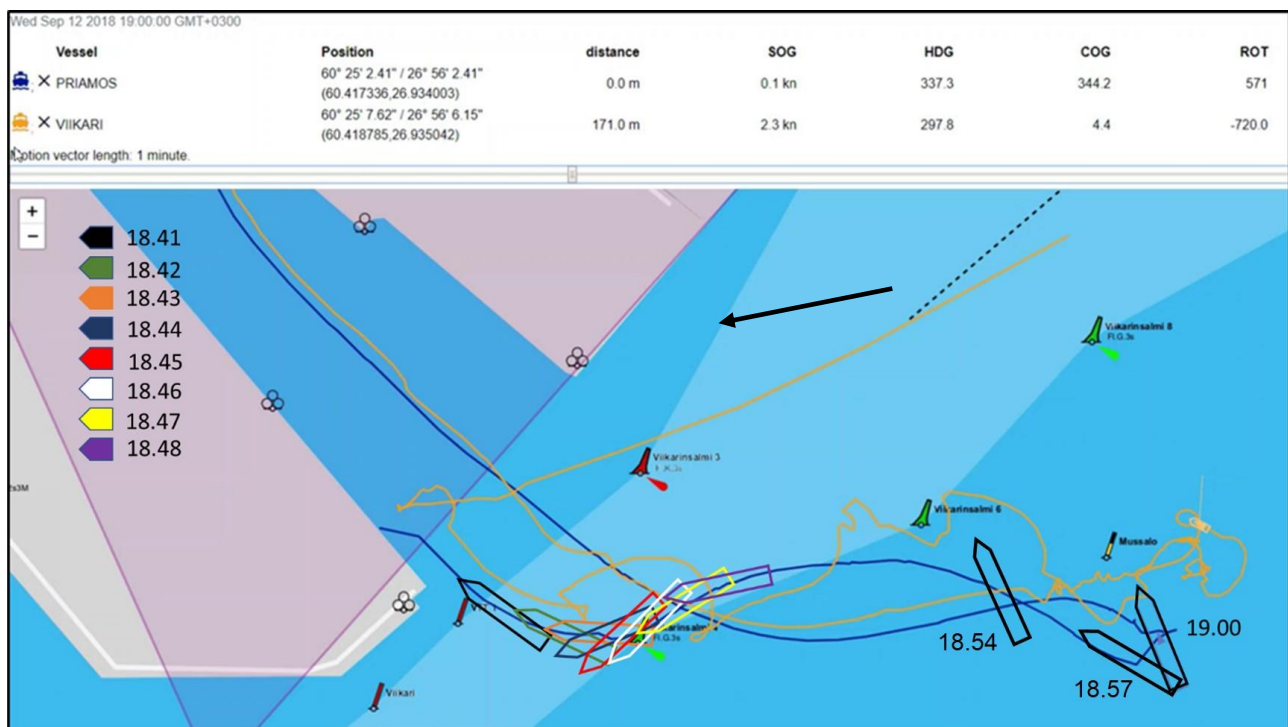 Wed Sep 12 2018 19:00:00 GMT+0300
Vessel Position distance SOG HDG COG ROT
PRIAMOS 60° 25' 2.41" / 26° 56' 2.41" (60.417336,26.934003) 0.0 m 0.1 kn 337.3 344.2 571
VIIKARI 60° 25' 7.62" / 26° 56' 6.15" (60.418785,26.935042) 171.0 m 2.3 kn 297.8 4.4 -720.0
otion vector length: 1 minute.
+
−
18.41
18.42
18.43
18.44
18.45
18.46
18.47
18.48
Viikarinsalmi 8
Fl.G.3s
Viikarinsalmi 3
Viikarinsalmi 6
Mussalo
Fl.G.3s
Viikari
18.54
18.57
19.00